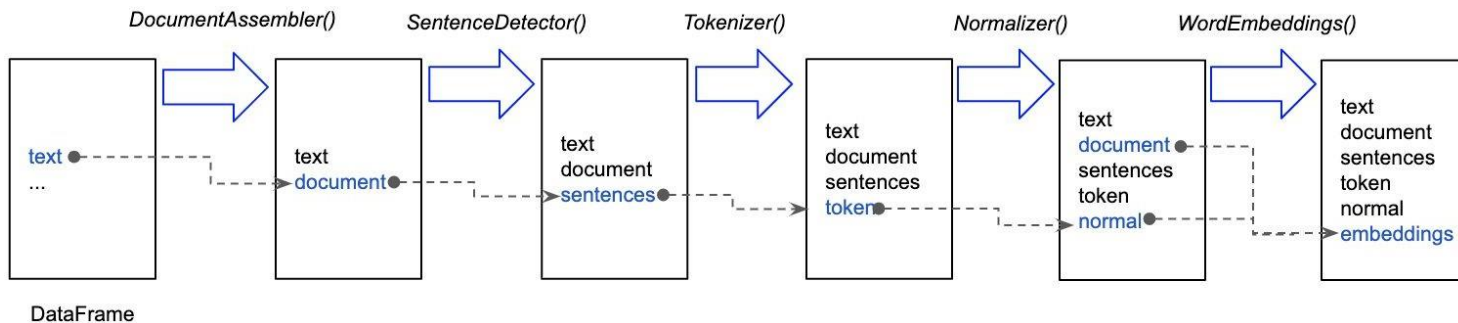 DocumentAssembler()
SentenceDetector()
Tokenizer()
Normalizer()
WordEmbeddings()
text
...
text
document
text
document
sentences
text
document
sentences
token
text
document
sentences
token
normal
text
document
sentences
token
normal
embeddings
DataFrame